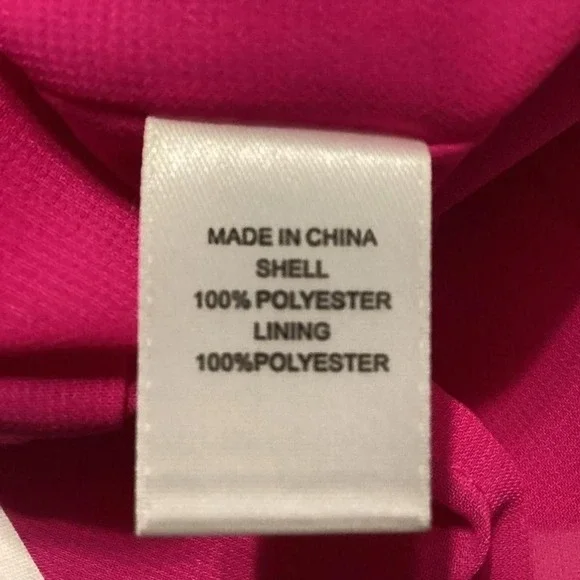 MADE IN CHINA
SHELL
100% POLYESTER
LINING
100%POLYESTER